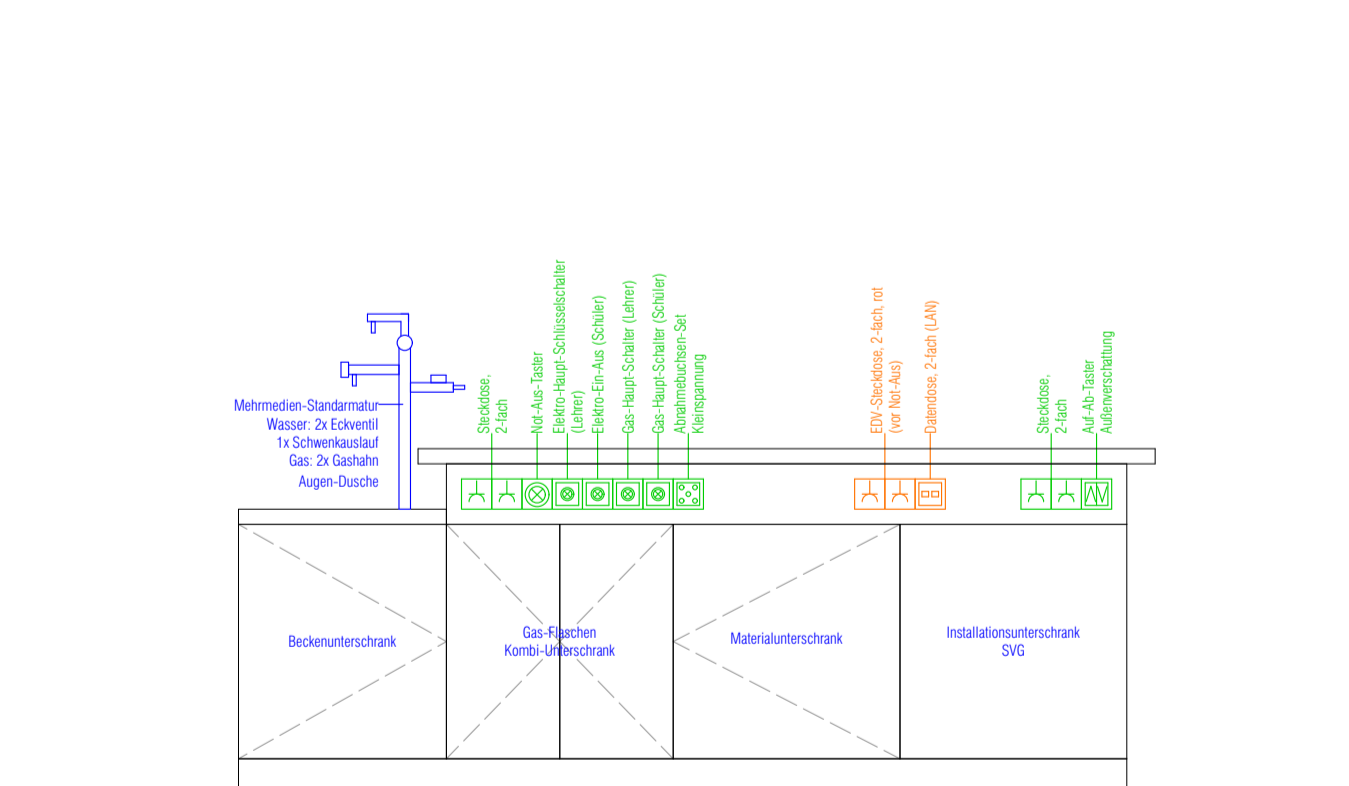 Mehrmedien-Standarmatur
Wasser: 2x Eckventil
1x Schwenkauslauf
Gas: 2x Gashahn
Augen-Dusche
Steckdose,
2-fach
Not-Aus-Taster
Elektro-Haupt-Schlüsselschalter
(Lehrer)
Elektro-Ein-Aus (Schüler)
Gas-Haupt-Schalter (Lehrer)
Gas-Haupt-Schalter (Schüler)
Abnahmebuchsen-Set
Kleinspannung
EDV-Steckdose, 2-fach, rot
(vor Not-Aus)
Datendose, 2-fach (LAN)
Steckdose,
2-fach
Auf-Ab-Taster
Außenverschattung
Beckenunterschrank
Gas-Flaschen
Kombi-Unterschrank
Materialunterschrank
Installationsunterschrank
SVG